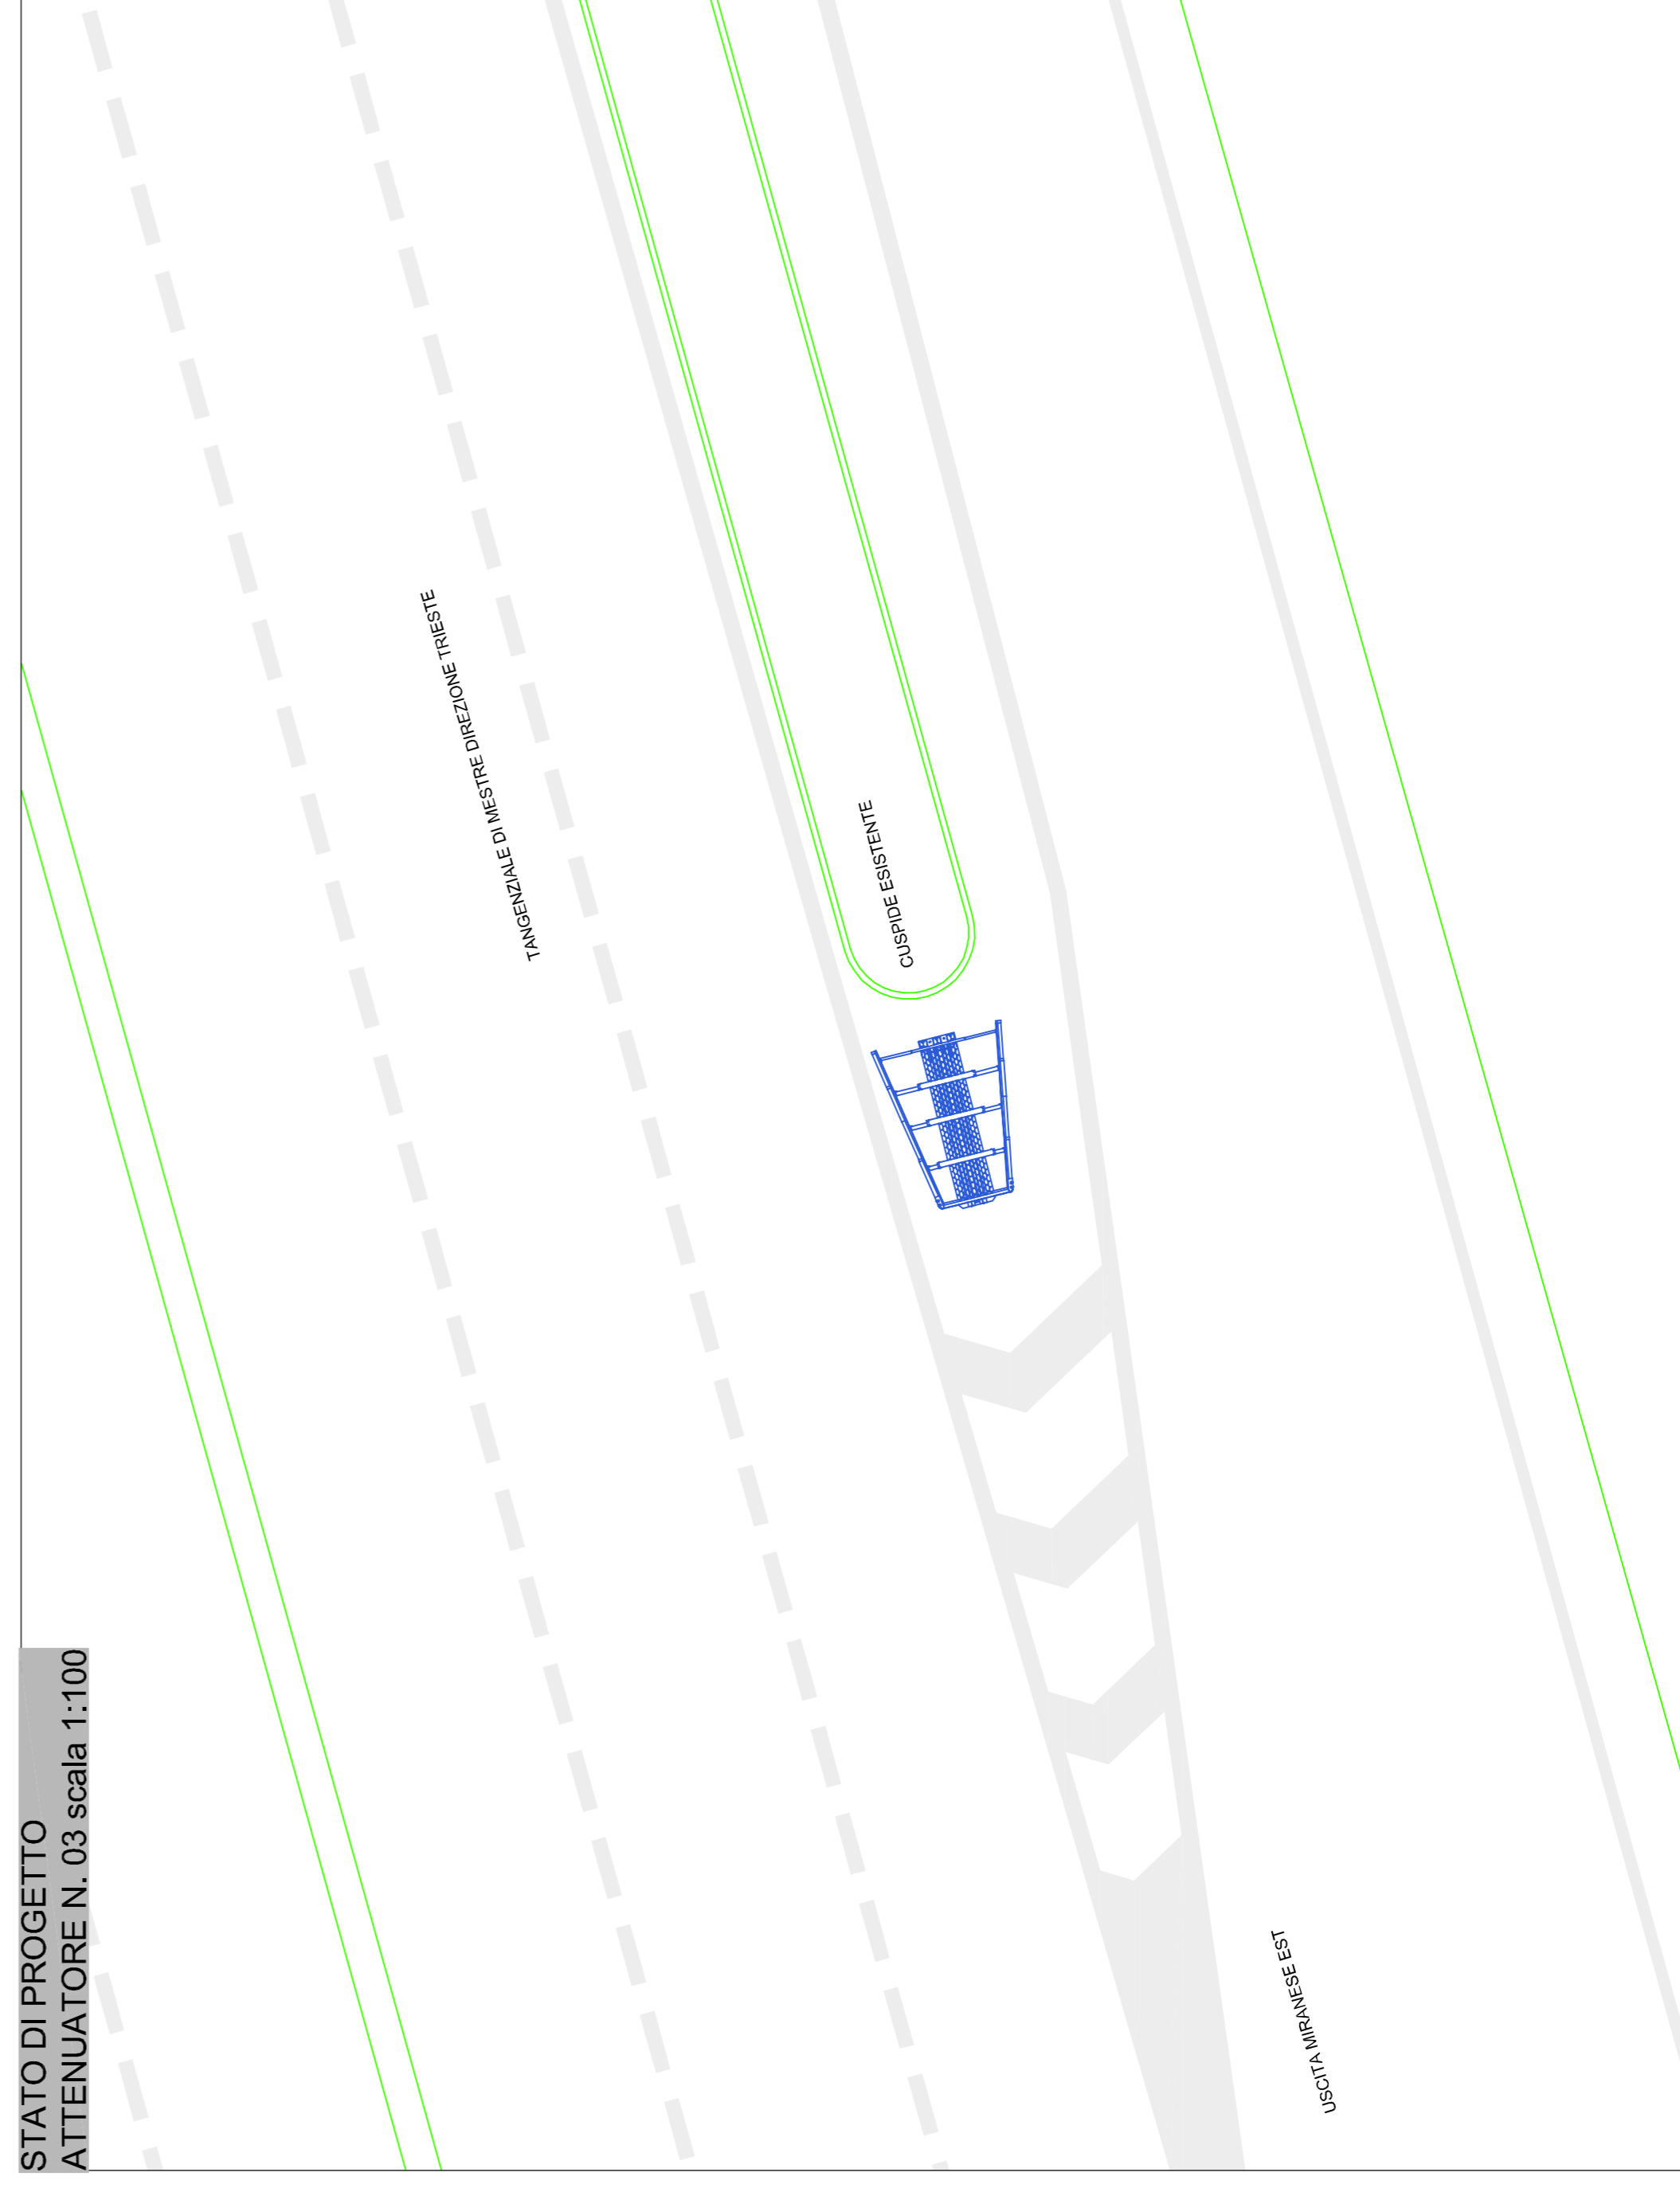 STATO DI PROGETTO
ATTENUATORE N. 03 scala 1:100
TANGENZIALE DI MESTRE DIREZIONE TRIESTE
CUSPIDE ESISTENTE
USCITA MIRANESE EST